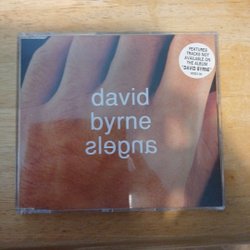 david
byrne
angels
FEATURES
TRACKS NOT
AVAILABLE ON
THE ALBUM
"DAVID BYRNE"